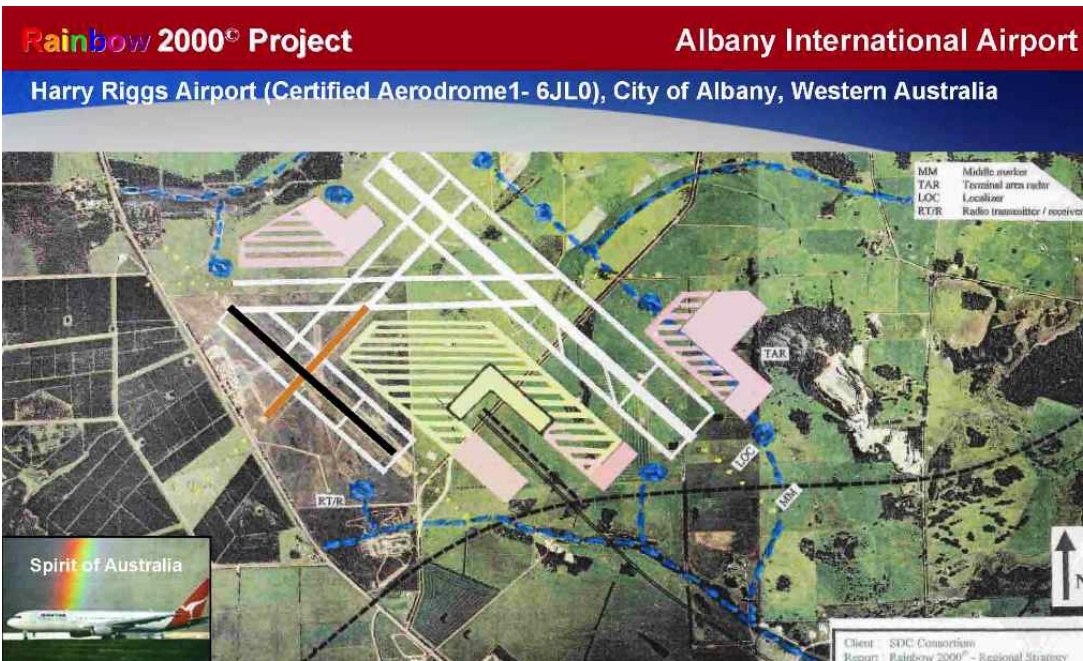 Rainbow 2000© Project
Albany International Airport
Harry Riggs Airport (Certified Aerodrome1- 6JL0), City of Albany, Western Australia
MM Middle marker
TAR Terminal area radar
LOC Localizer
RT/R Radio transmitter / receiver
TAR
LOC
MM
RT/R
Spirit of Australia
QANTAS
N
Client : SDC Consortium
Report : Rainbow 2000© - Regional Strategy